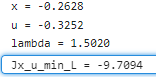 x = -0.2628
u = -0.3252
lambda = 1.5020
Jx_u_min_L = -9.7094